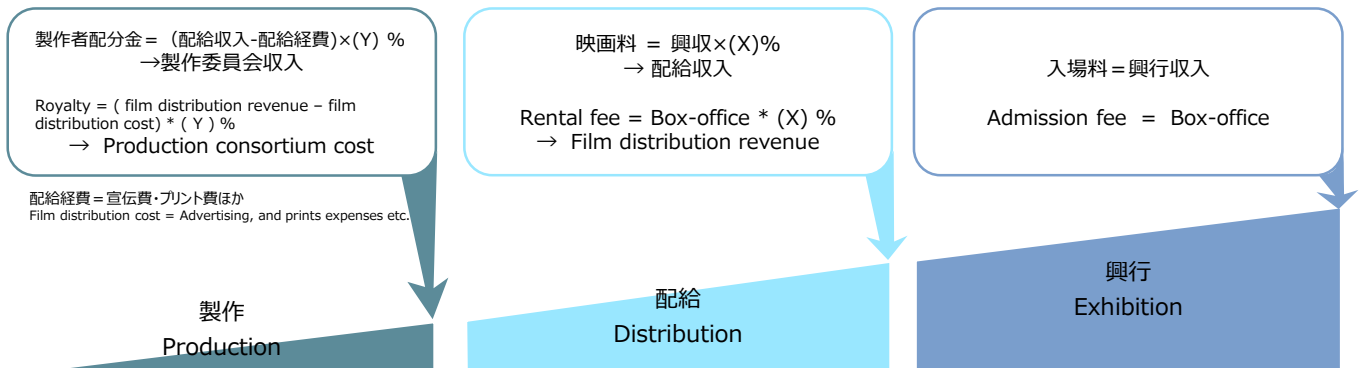 製作者配分金＝ （配給収入-配給経費)×(Y) %
→製作委員会収入
Royalty = ( film distribution revenue – film
distribution cost) * ( Y ) %
→ Production consortium cost
配給経費＝宣伝費・プリント費ほか
Film distribution cost = Advertising, and prints expenses etc.
製作
Production
映画料 = 興収×(X)%
→ 配給収入
Rental fee = Box-office * (X) %
→ Film distribution revenue
配給
Distribution
入場料＝興行収入
Admission fee = Box-office
興行
Exhibition